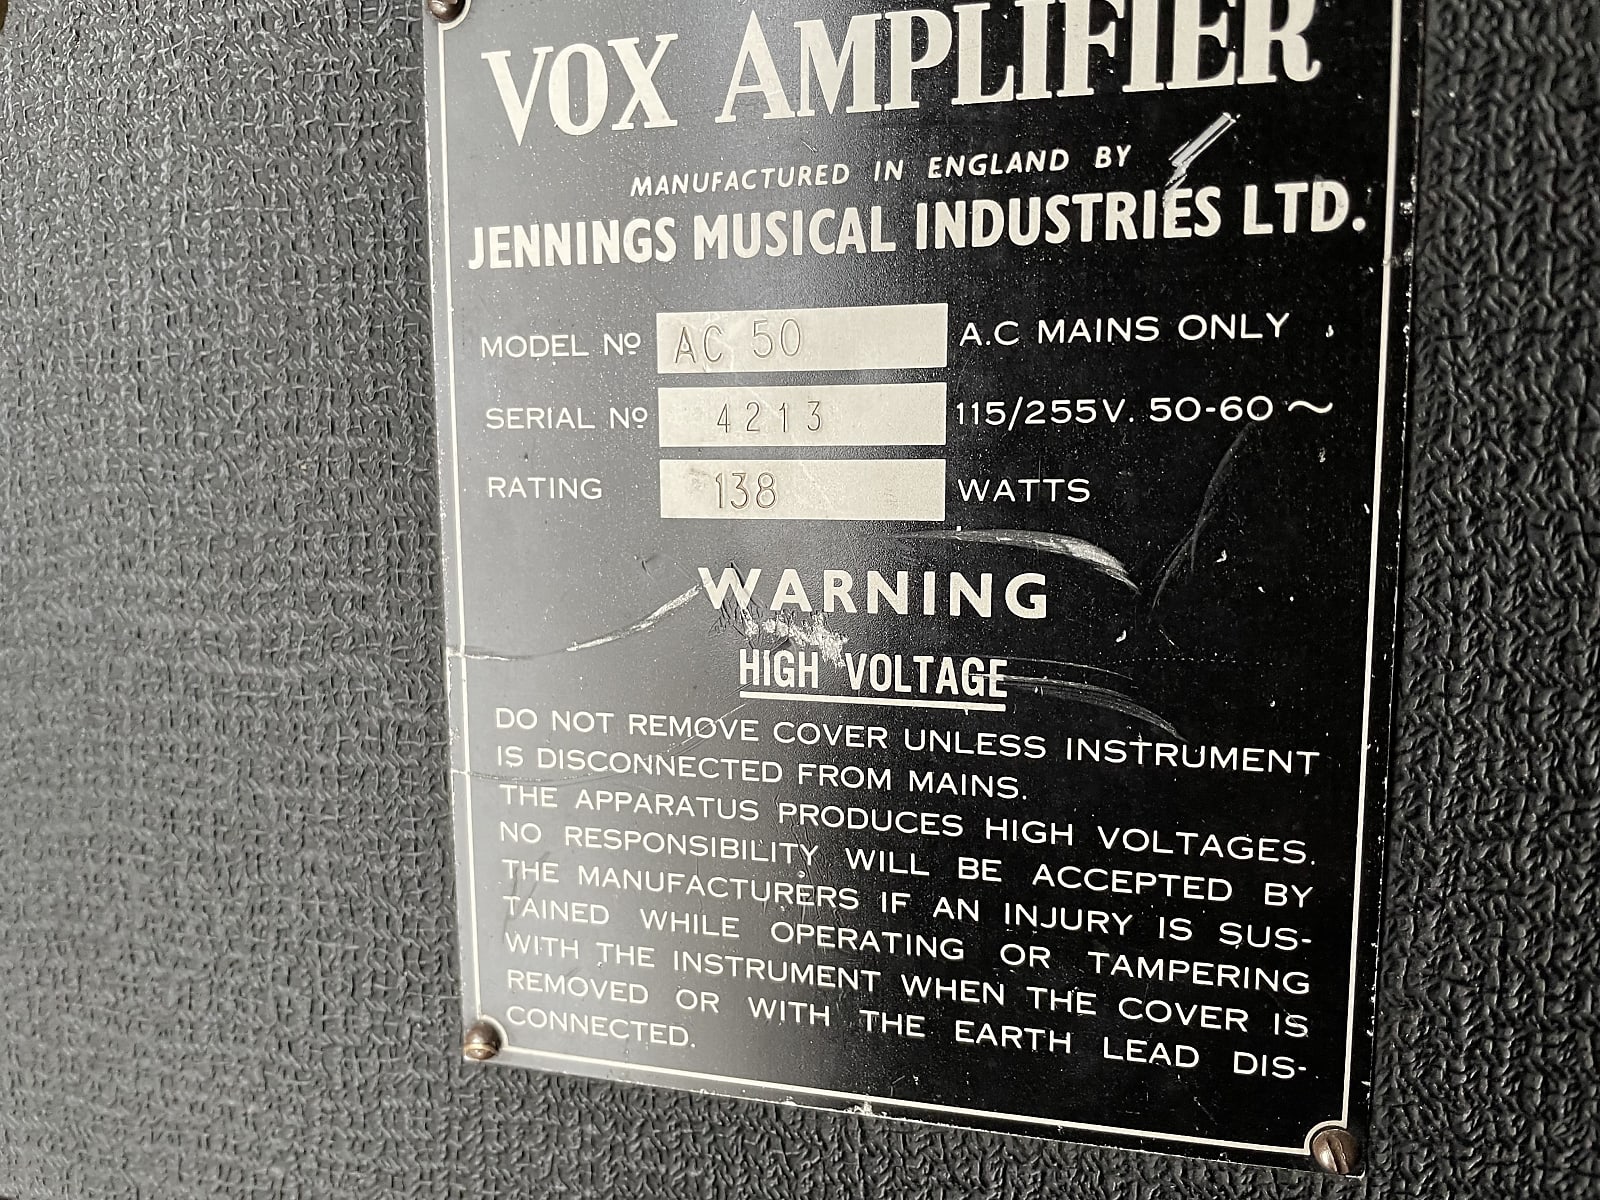 VOX AMPLIFIER
MANUFACTURED IN ENGLAND BY
JENNINGS MUSICAL INDUSTRIES LTD.
MODEL Nº AC 50 A.C MAINS ONLY
SERIAL Nº 4213 115/255V. 50-60 ~
RATING 138 WATTS
WARNING
HIGH VOLTAGE
DO NOT REMOVE COVER UNLESS INSTRUMENT
IS DISCONNECTED FROM MAINS.
THE APPARATUS PRODUCES HIGH VOLTAGES.
NO RESPONSIBILITY WILL BE ACCEPTED BY
THE MANUFACTURERS IF AN INJURY IS SUS-
TAINED WHILE OPERATING OR TAMPERING
WITH THE INSTRUMENT WHEN THE COVER IS
REMOVED OR WITH THE EARTH LEAD DIS-
CONNECTED.